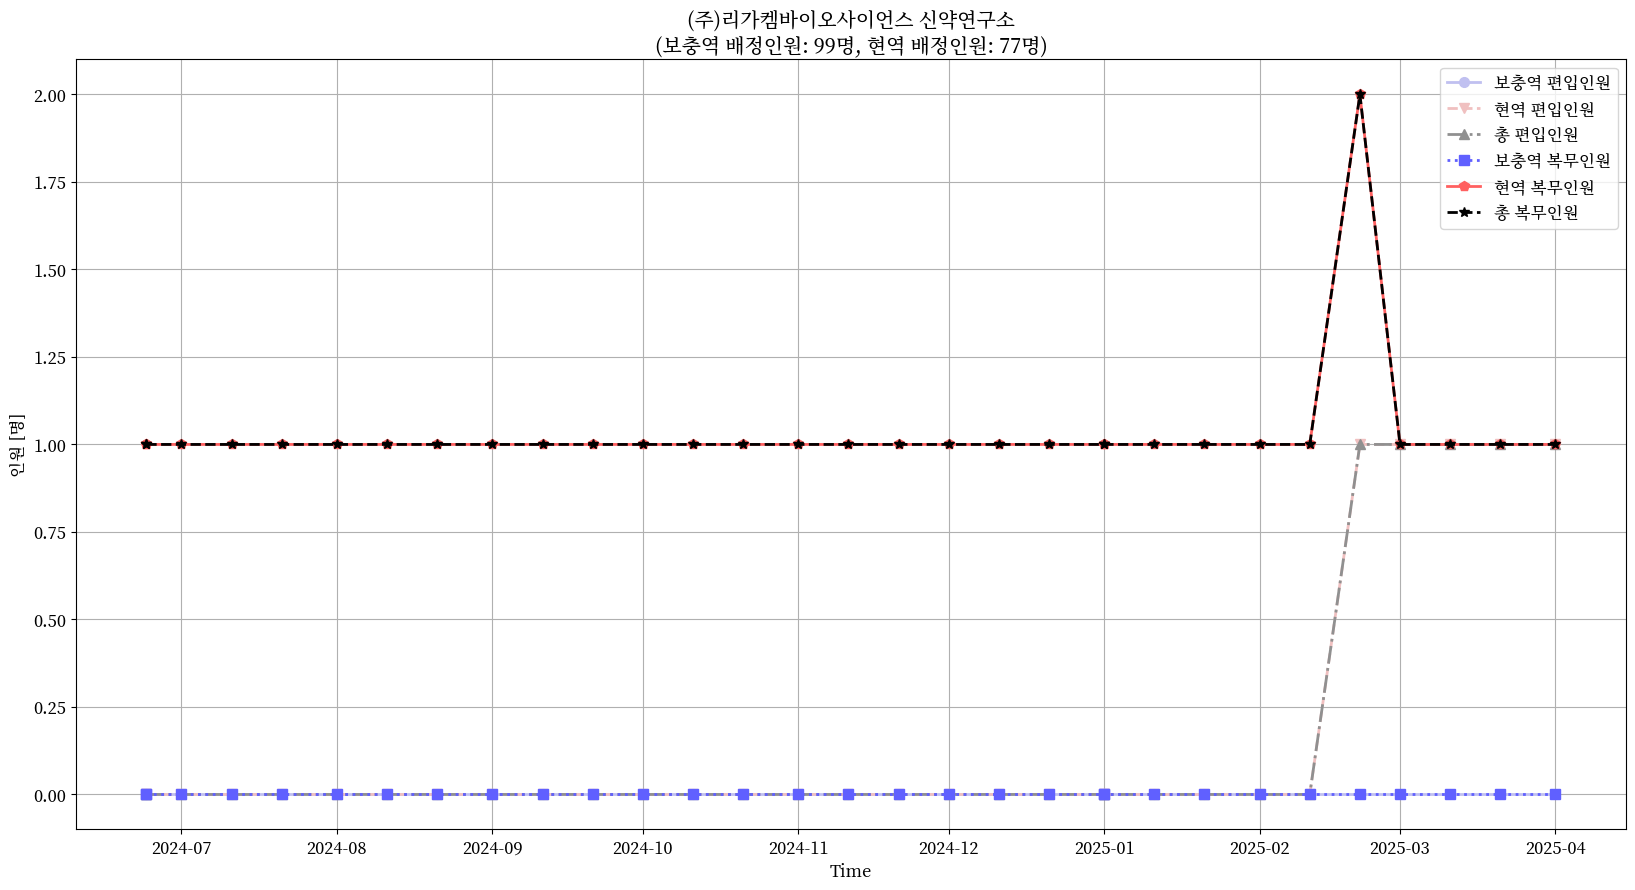 (주)리가켐바이오사이언스 신약연구소
(보충역 배정인원: 99명, 현역 배정인원: 77명)
보충역 편입인원
현역 편입인원
총 편입인원
보충역 복무인원
현역 복무인원
총 복무인원
인원 [명]
2.00
1.75
1.50
1.25
1.00
0.75
0.50
0.25
0.00
2024-07 2024-08 2024-09 2024-10 2024-11 2024-12 2025-01 2025-02 2025-03 2025-04
Time